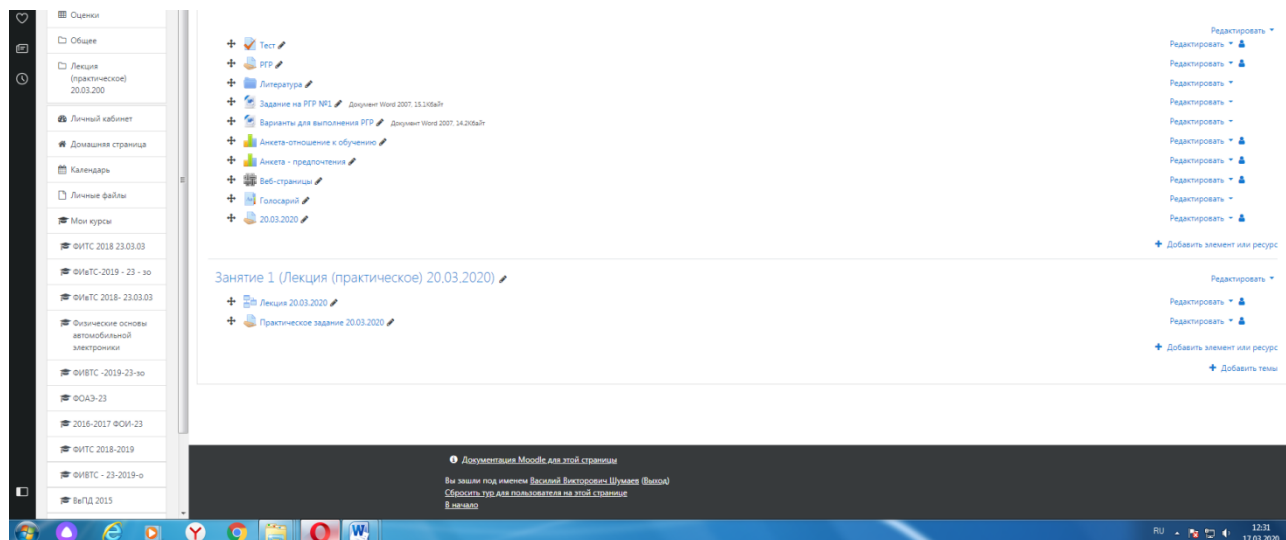 Оценки
Общее
Лекция
(практическое)
20.03.200
Личный кабинет
Домашняя страница
Календарь
Личные файлы
Мои курсы
ФИТС 2018 23.03.03
ФИвТС-2019 - 23 - зо
ФИвТС 2018- 23.03.03
Физические основы
автомобильной
электроники
ФИВТС -2019-23-зо
ФОАЭ-23
2016-2017 ФОИ-23
ФИТС 2018-2019
ФИВТС - 23-2019-о
ВвПД 2015
Редактировать
Тест Редактировать
РГР Редактировать
Литература Редактировать
Задание на РГР №1 Документ Word 2007, 15.1Кбайт Редактировать
Варианты для выполнения РГР Документ Word 2007, 14.2Кбайт Редактировать
Анкета-отношение к обучению Редактировать
Анкета - предпочтения Редактировать
Веб-страницы Редактировать
Голосарий Редактировать
20.03.2020 Редактировать
+ Добавить элемент или ресурс
Занятие 1 (Лекция (практическое) 20.03.2020) Редактировать
Лекция 20.03.2020 Редактировать
Практическое задание 20.03.2020 Редактировать
+ Добавить элемент или ресурс
+ Добавить темы
Документация Moodle для этой страницы
Вы зашли под именем Василий Викторович Шумаев (Выход)
Сбросить тур для пользователя на этой странице
В начало
RU 12:31
17.03.2020